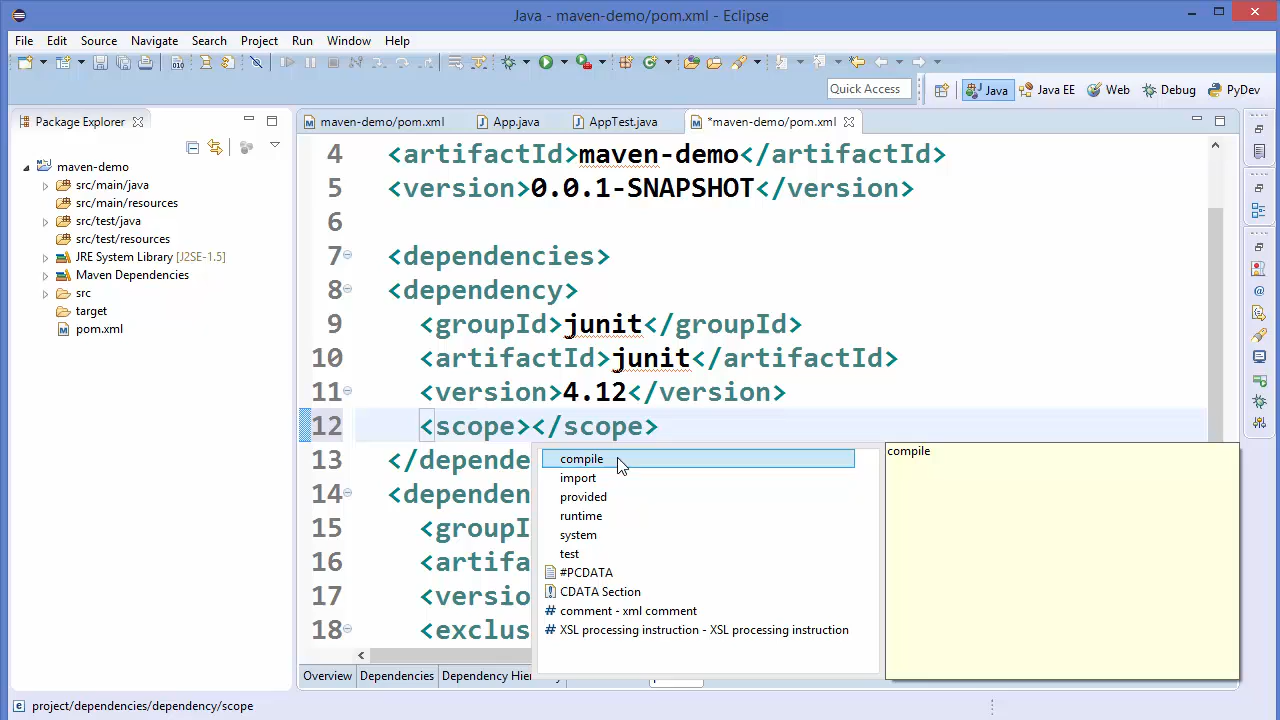 Java - maven-demo/pom.xml - Eclipse
File Edit Source Navigate Search Project Run Window Help
Quick Access
Java Java EE Web Debug PyDev
Package Explorer
maven-demo/pom.xml App.java AppTest.java *maven-demo/pom.xml
maven-demo
src/main/java
src/main/resources
src/test/java
src/test/resources
JRE System Library [J2SE-1.5]
Maven Dependencies
src
target
pom.xml
4 <artifactId>maven-demo</artifactId>
5 <version>0.0.1-SNAPSHOT</version>
6
7 <dependencies>
8 <dependency>
9 <groupId>junit</groupId>
10 <artifactId>junit</artifactId>
11 <version>4.12</version>
12 <scope></scope>
13 </depende
14 <depende
15 <groupI
16 <artifa
17 <versio
18 <exclus
compile
import
provided
runtime
system
test
#PCDATA
CDATA Section
comment - xml comment
XSL processing instruction - XSL processing instruction
compile
Overview Dependencies Dependency Hie
project/dependencies/dependency/scope